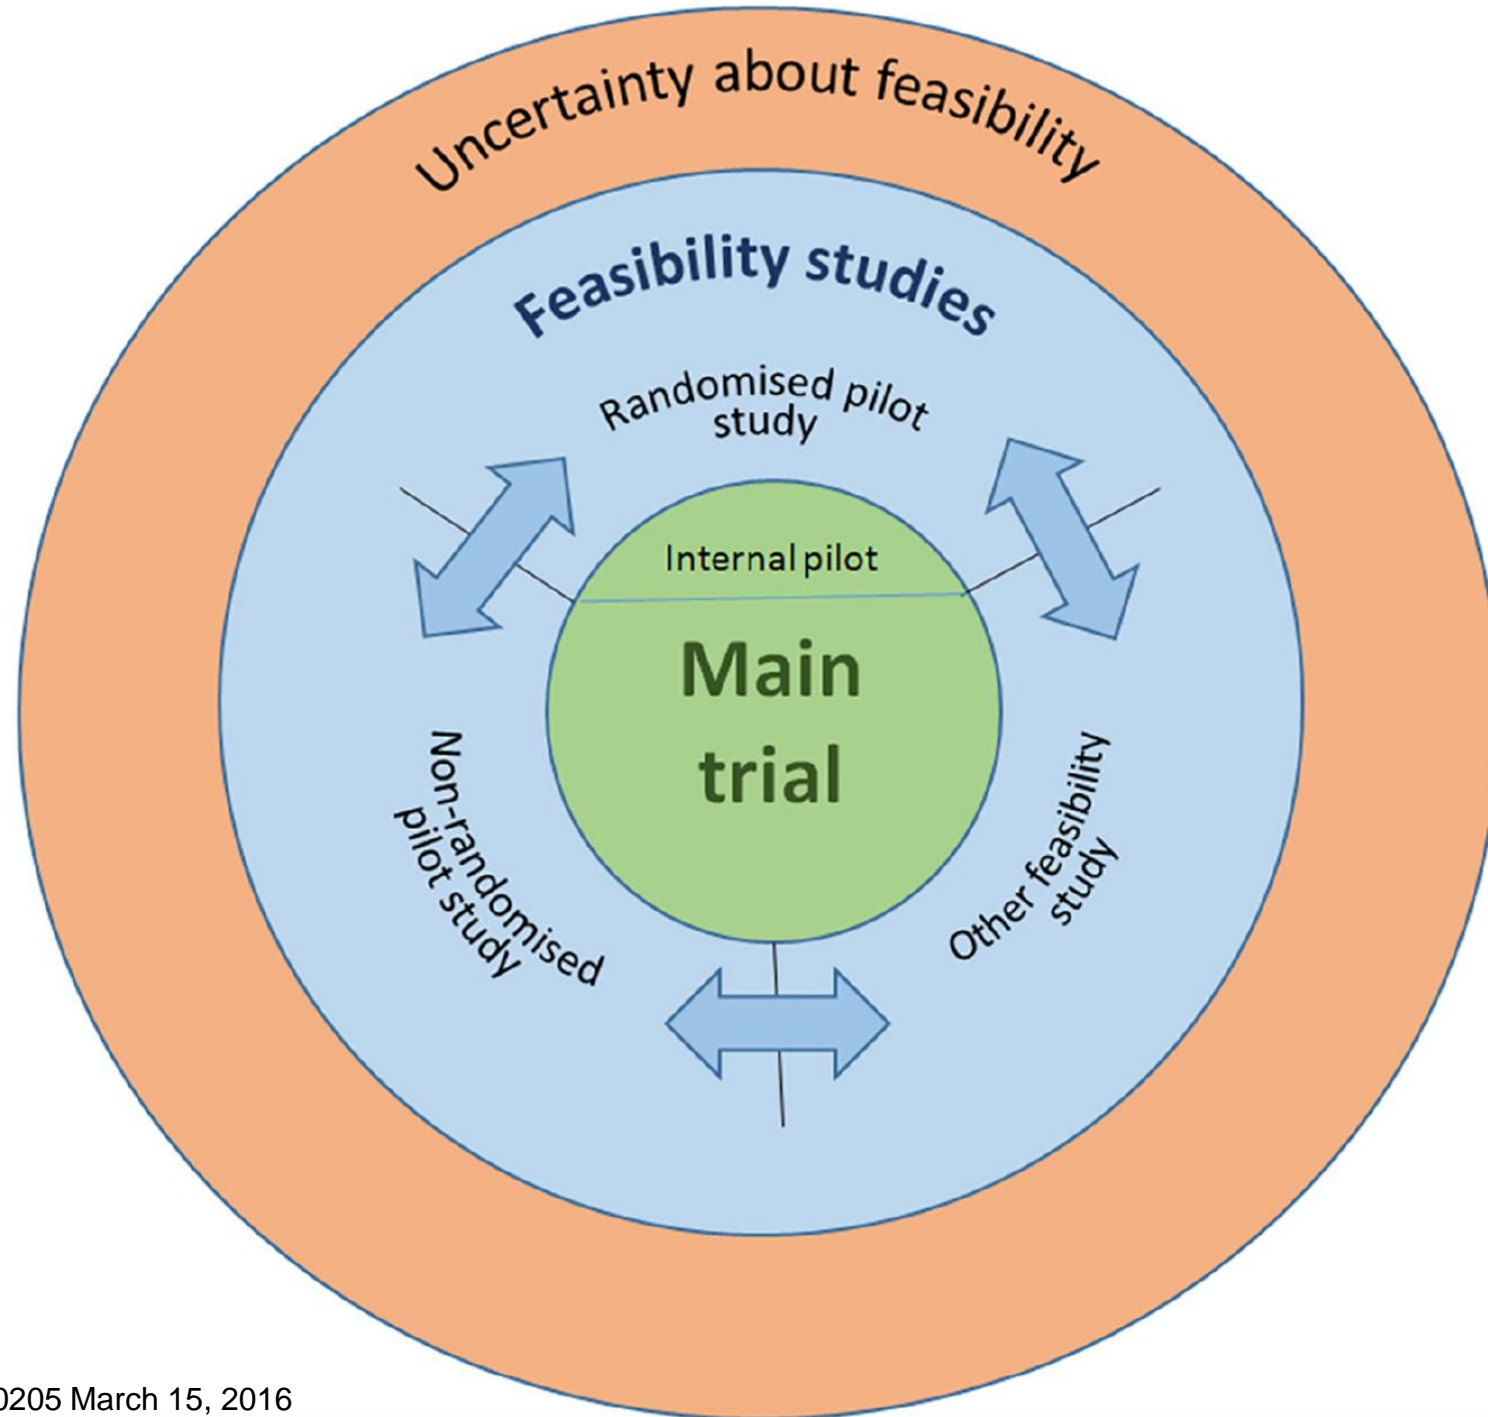 Uncertainty about feasibility
Feasibility studies
Randomised pilot
study
Internal pilot
Main
trial
Non-randomised
pilot study
Other feasibility
study
0205 March 15, 2016